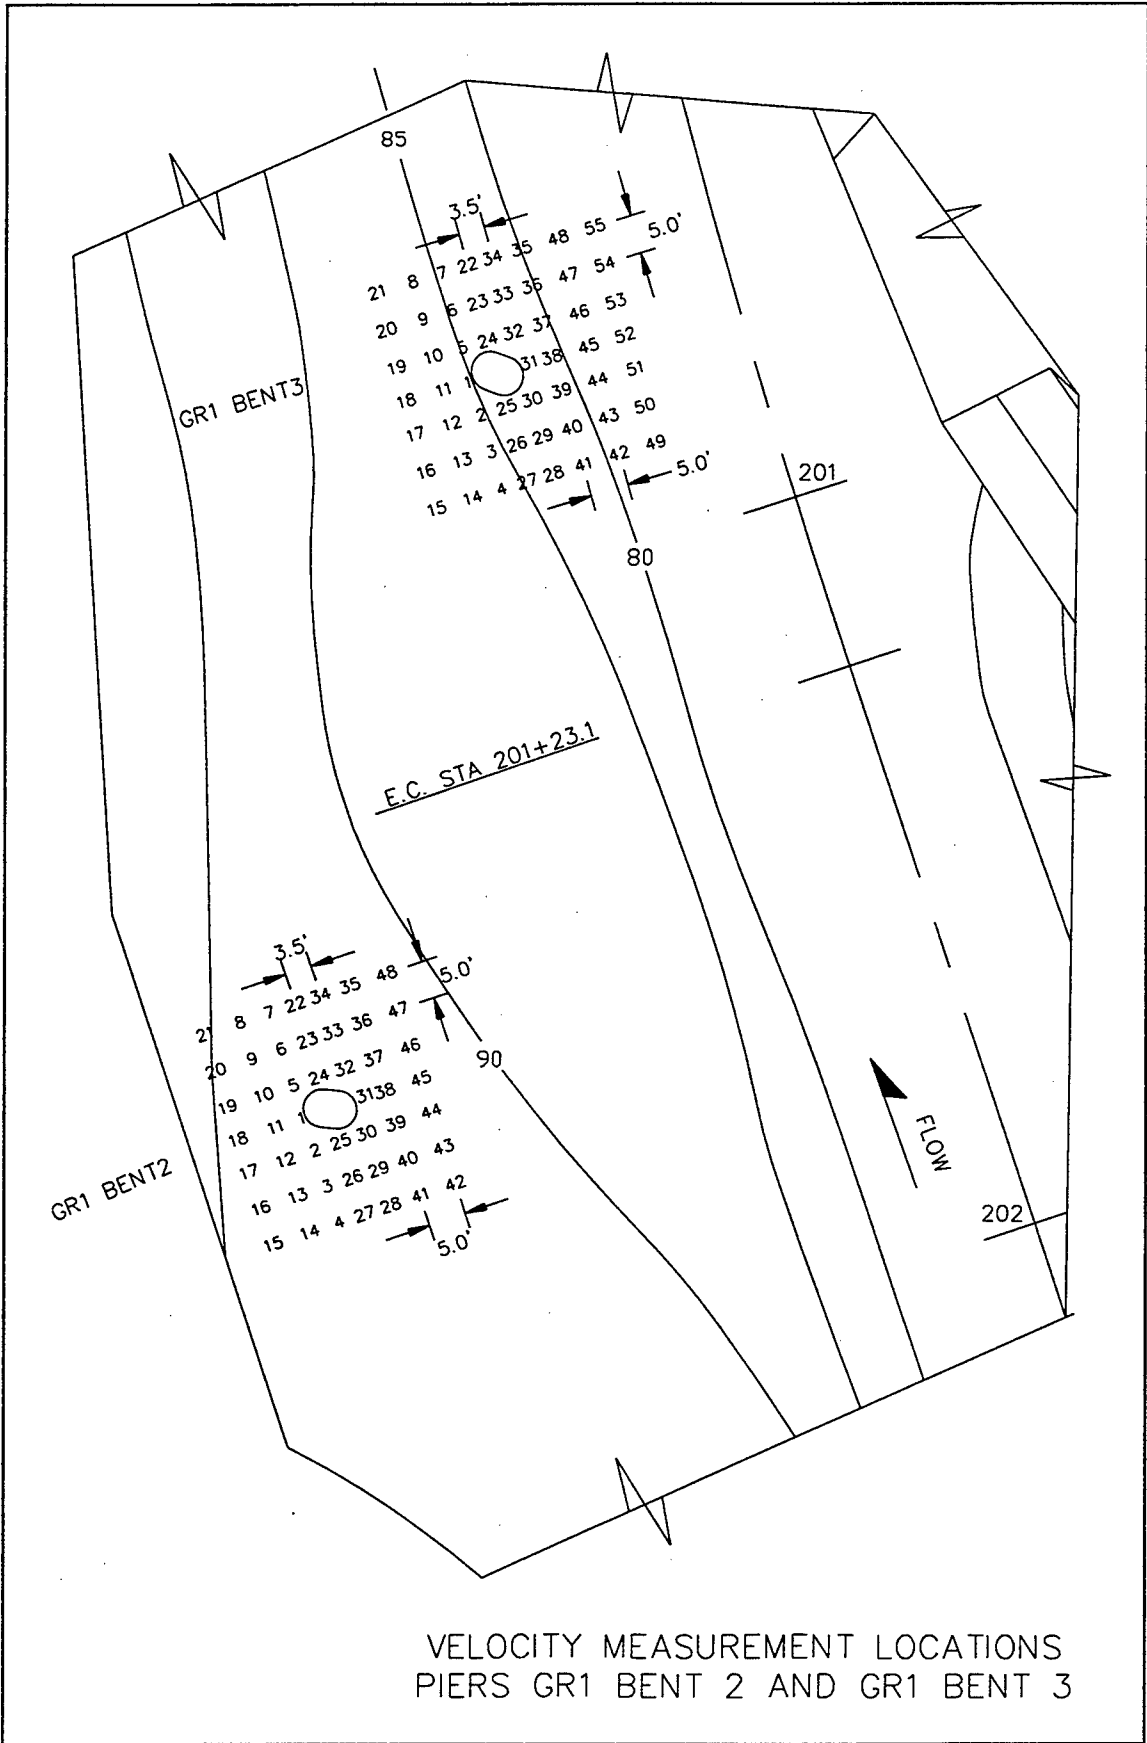 85
3.5'
5.0'
21 8 7 22 34 35 48 55
20 9 6 23 33 36 47 54
19 10 5 24 32 37 46 53
18 11 1 31 38 45 52
17 12 2 25 30 39 44 51
16 13 3 26 29 40 43 50
15 14 4 27 28 41 42 49
5.0'
GR1 BENT3
201
80
E.C. STA 201+23.1
3.5'
5.0'
21 8 7 22 34 35 48
20 9 6 23 33 36 47
19 10 5 24 32 37 46
18 11 1 31 38 45
17 12 2 25 30 39 44
16 13 3 26 29 40 43
15 14 4 27 28 41 42
5.0'
90
GR1 BENT2
FLOW
202
VELOCITY MEASUREMENT LOCATIONS
PIERS GR1 BENT 2 AND GR1 BENT 3